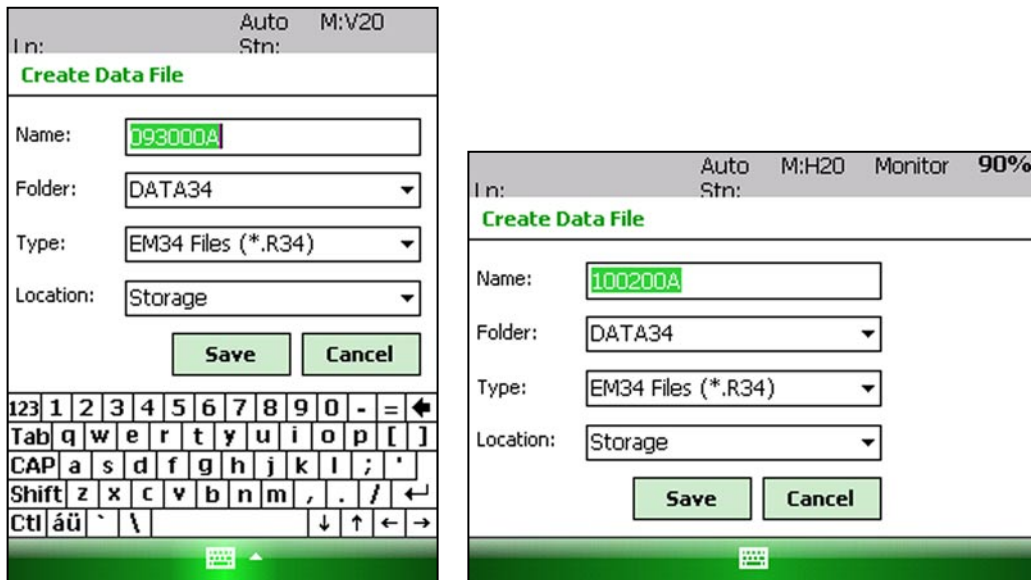 Auto M:V20
Ln: Stn:
Create Data File
Name: 093000A
Folder: DATA34
Type: EM34 Files (*.R34)
Location: Storage
Save Cancel
123 1 2 3 4 5 6 7 8 9 0 - =
Tab q w e r t y u i o p [ ]
CAP a s d f g h j k l ; '
Shift z x c v b n m , . /
Ctl áü ` \
Auto M:H20 Monitor 90%
Ln: Stn:
Create Data File
Name: 100200A
Folder: DATA34
Type: EM34 Files (*.R34)
Location: Storage
Save Cancel